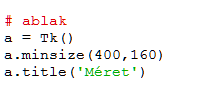 # ablak
a = Tk()
a.minsize(400,160)
a.title('Méret')